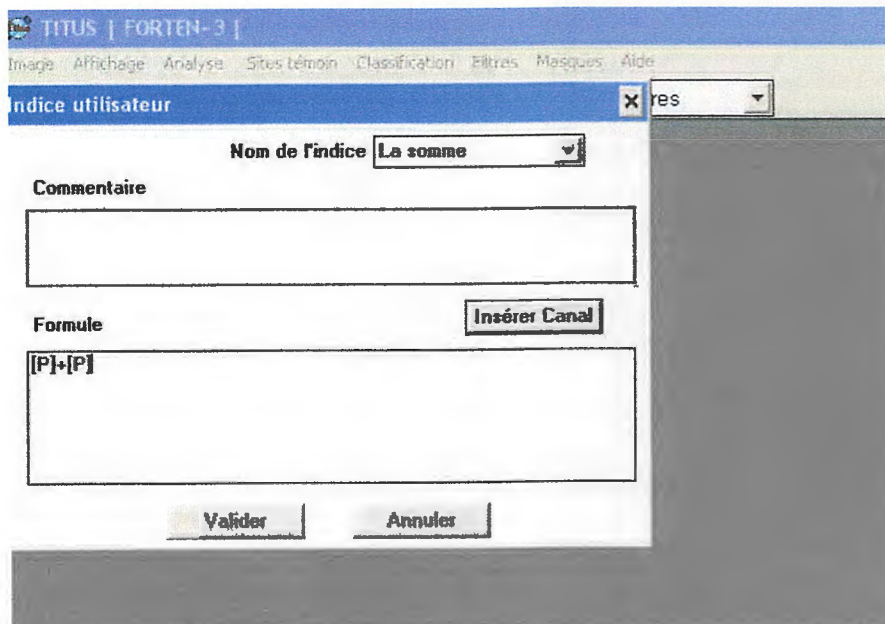 TITUS [ FORTEN-3 [
Image Affichage Analyse Sites témoin Classification Filtres Masques Aide
Indice utilisateur
res
Nom de l'indice La somme
Commentaire
Formule
Insérer Canal
[P]+[P]
Valider Annuler